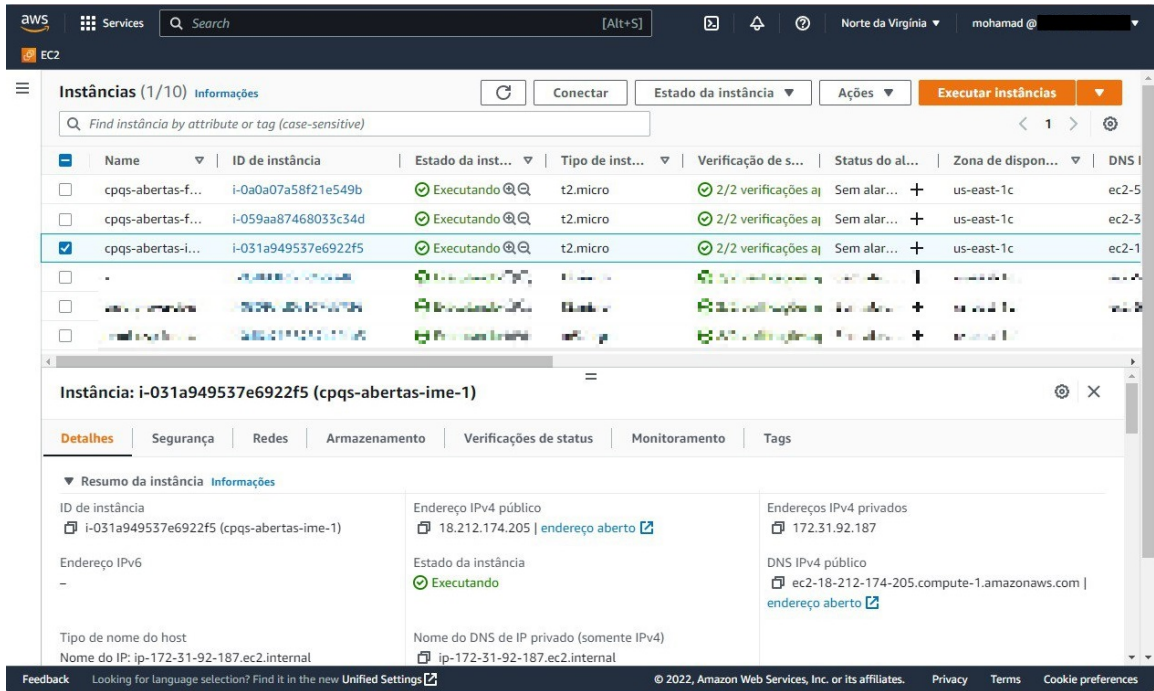 aws Services Search [Alt+S] Norte da Virgínia ▼ mohamad @
EC2
Instâncias (1/10) Informações Conectar Estado da instância ▼ Ações ▼ Executar instâncias ▼
Find instância by attribute or tag (case-sensitive) < 1 >
Name ID de instância Estado da inst... Tipo de inst... Verificação de s... Status do al... Zona de dispon... DNS
cpqs-abertas-f... i-0a0a07a58f21e549b Executando t2.micro 2/2 verificações Sem alar... + us-east-1c ec2-5
cpqs-abertas-f... i-059aa87468033c34d Executando t2.micro 2/2 verificações Sem alar... + us-east-1c ec2-3
cpqs-abertas-i... i-031a949537e6922f5 Executando t2.micro 2/2 verificações Sem alar... + us-east-1c ec2-1
Instância: i-031a949537e6922f5 (cpqs-abertas-ime-1)
Detalhes Segurança Redes Armazenamento Verificações de status Monitoramento Tags
▼ Resumo da instância Informações
ID de instância Endereço IPv4 público Endereços IPv4 privados
i-031a949537e6922f5 (cpqs-abertas-ime-1) 18.212.174.205 | endereço aberto 172.31.92.187
Endereço IPv6 Estado da instância DNS IPv4 público
– Executando ec2-18-212-174-205.compute-1.amazonaws.com |
endereço aberto
Tipo de nome do host Nome do DNS de IP privado (somente IPv4)
Nome do IP: ip-172-31-92-187.ec2.internal ip-172-31-92-187.ec2.internal
Feedback Looking for language selection? Find it in the new Unified Settings © 2022, Amazon Web Services, Inc. or its affiliates. Privacy Terms Cookie preferences